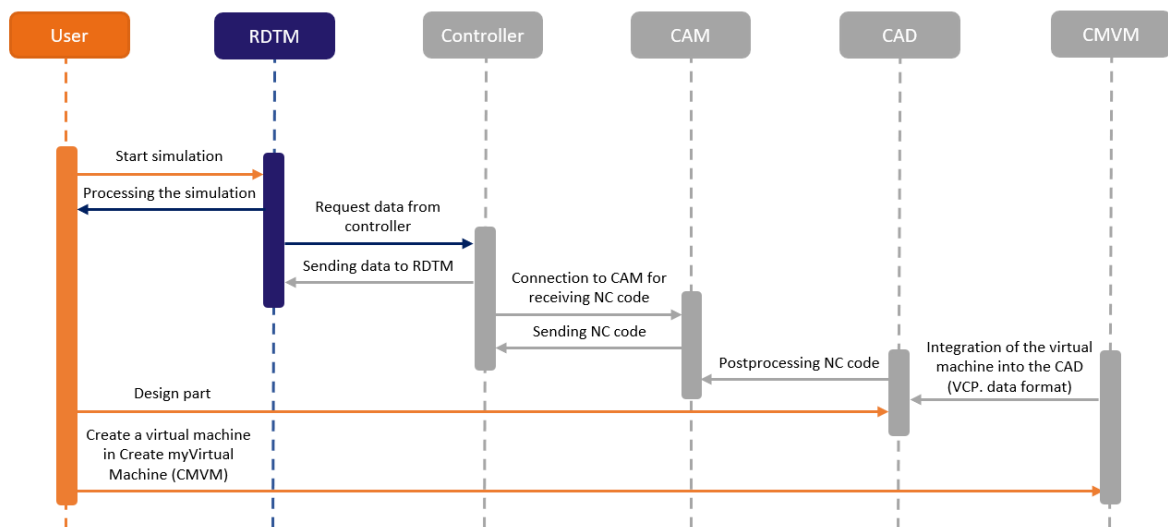 User
RDTM
Controller
CAM
CAD
CMVM
Start simulation
Processing the simulation
Request data from
controller
Sending data to RDTM
Connection to CAM for
receiving NC code
Sending NC code
Postprocessing NC code
Integration of the virtual
machine into the CAD
(VCP. data format)
Design part
Create a virtual machine
in Create myVirtual
Machine (CMVM)